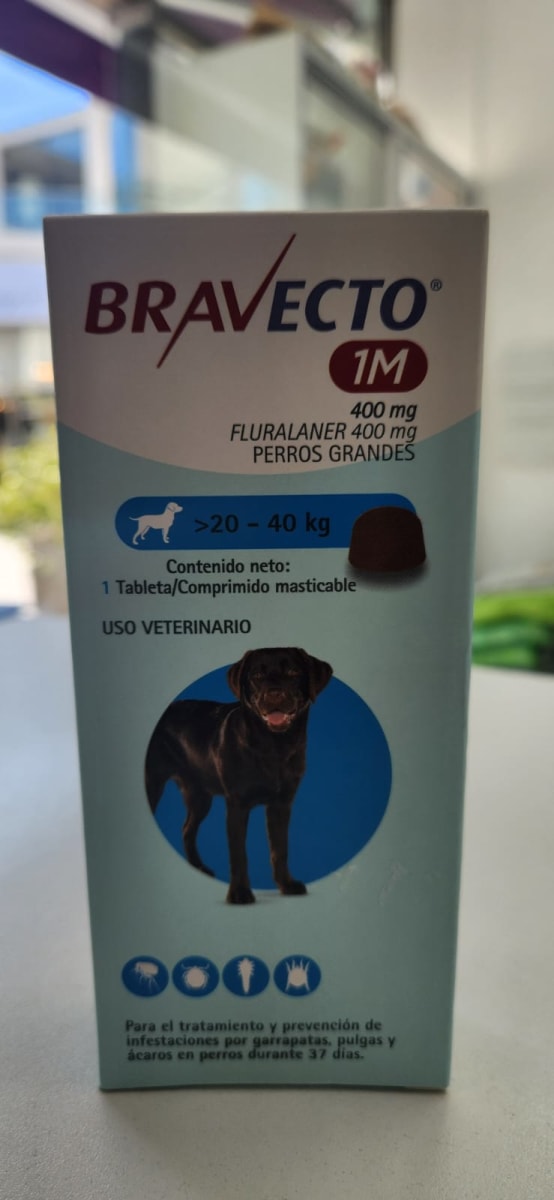 BRAVECTO®
1M
400 mg
FLURALANER 400 mg
PERROS GRANDES
>20 - 40 kg
Contenido neto:
1 Tableta/Comprimido masticable
USO VETERINARIO
Para el tratamiento y prevención de
infestaciones por garrapatas, pulgas y
ácaros en perros durante 37 días.